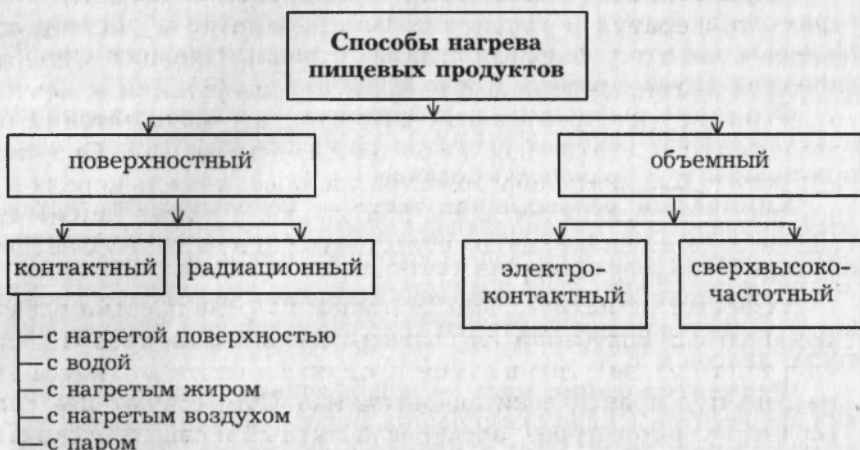 Способы нагрева
пищевых продуктов
поверхностный
объемный
контактный
радиационный
электро-
контактный
сверхвысоко-
частотный
с нагретой поверхностью
с водой
с нагретым жиром
с нагретым воздухом
с паром